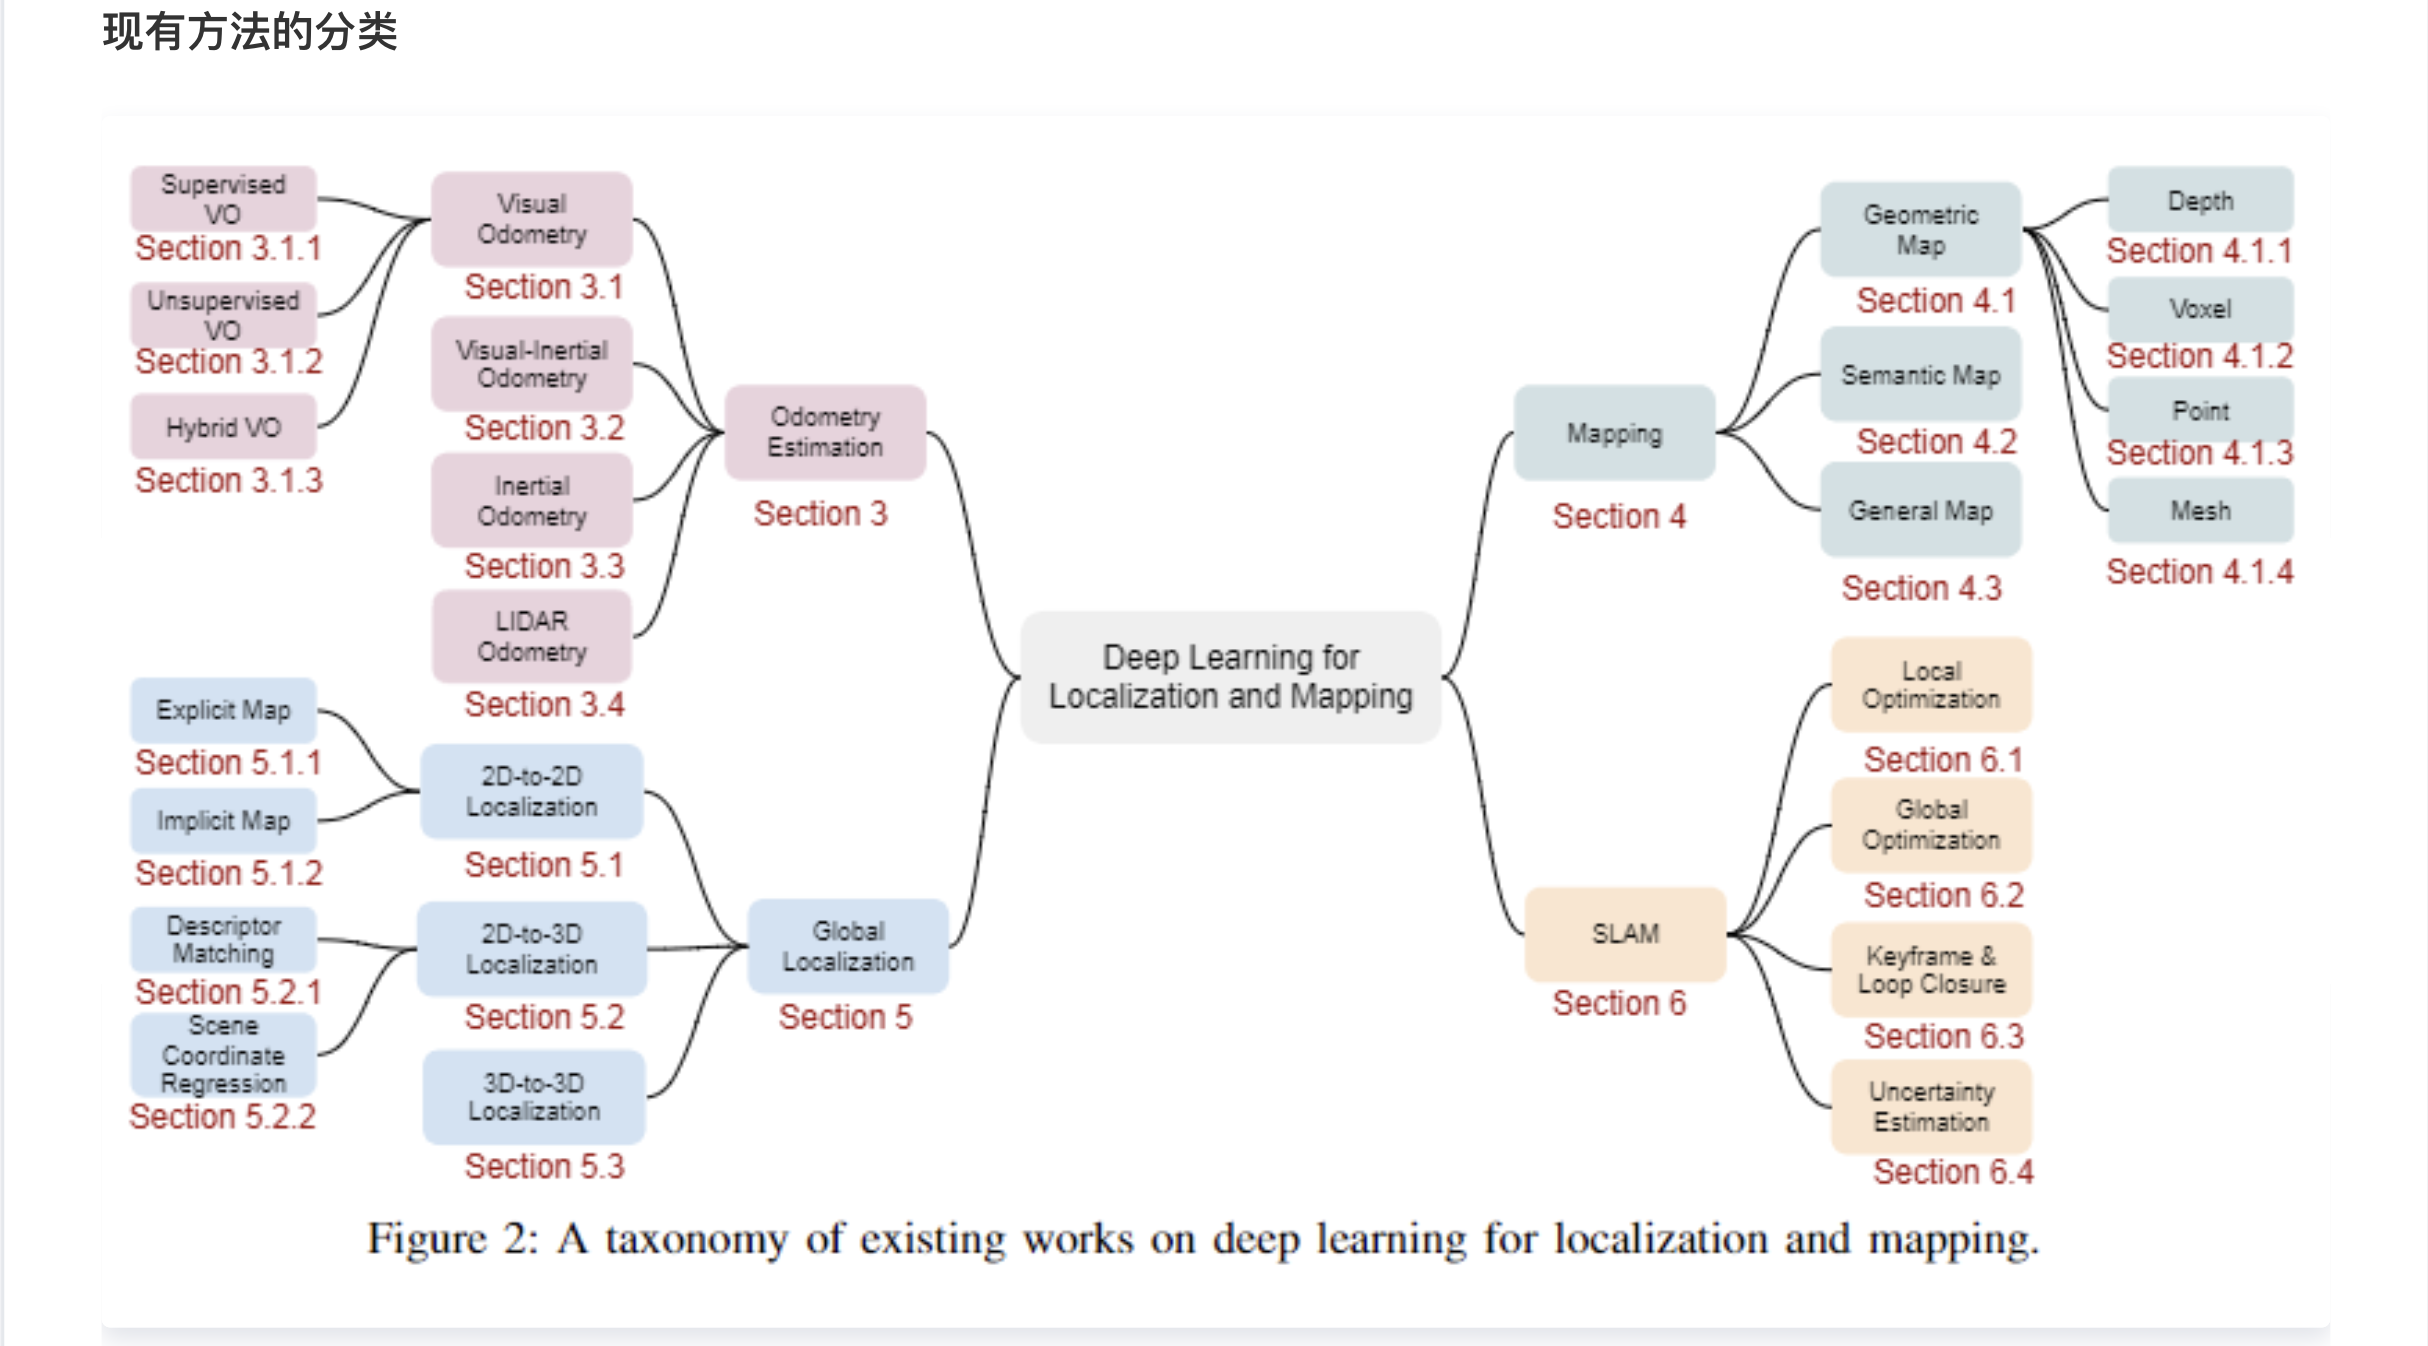 现有方法的分类
Supervised
VO
Section 3.1.1
Unsupervised
VO
Section 3.1.2
Hybrid VO
Section 3.1.3
Visual
Odometry
Section 3.1
Visual-Inertial
Odometry
Section 3.2
Inertial
Odometry
Section 3.3
LIDAR
Odometry
Section 3.4
Odometry
Estimation
Section 3
Explicit Map
Section 5.1.1
Implicit Map
Section 5.1.2
Descriptor
Matching
Section 5.2.1
Scene
Coordinate
Regression
Section 5.2.2
2D-to-2D
Localization
Section 5.1
2D-to-3D
Localization
Section 5.2
3D-to-3D
Localization
Section 5.3
Global
Localization
Section 5
Deep Learning for
Localization and Mapping
Mapping
Section 4
Geometric
Map
Section 4.1
Semantic Map
Section 4.2
General Map
Section 4.3
Depth
Section 4.1.1
Voxel
Section 4.1.2
Point
Section 4.1.3
Mesh
Section 4.1.4
SLAM
Section 6
Local
Optimization
Section 6.1
Global
Optimization
Section 6.2
Keyframe &
Loop Closure
Section 6.3
Uncertainty
Estimation
Section 6.4
Figure 2: A taxonomy of existing works on deep learning for localization and mapping.